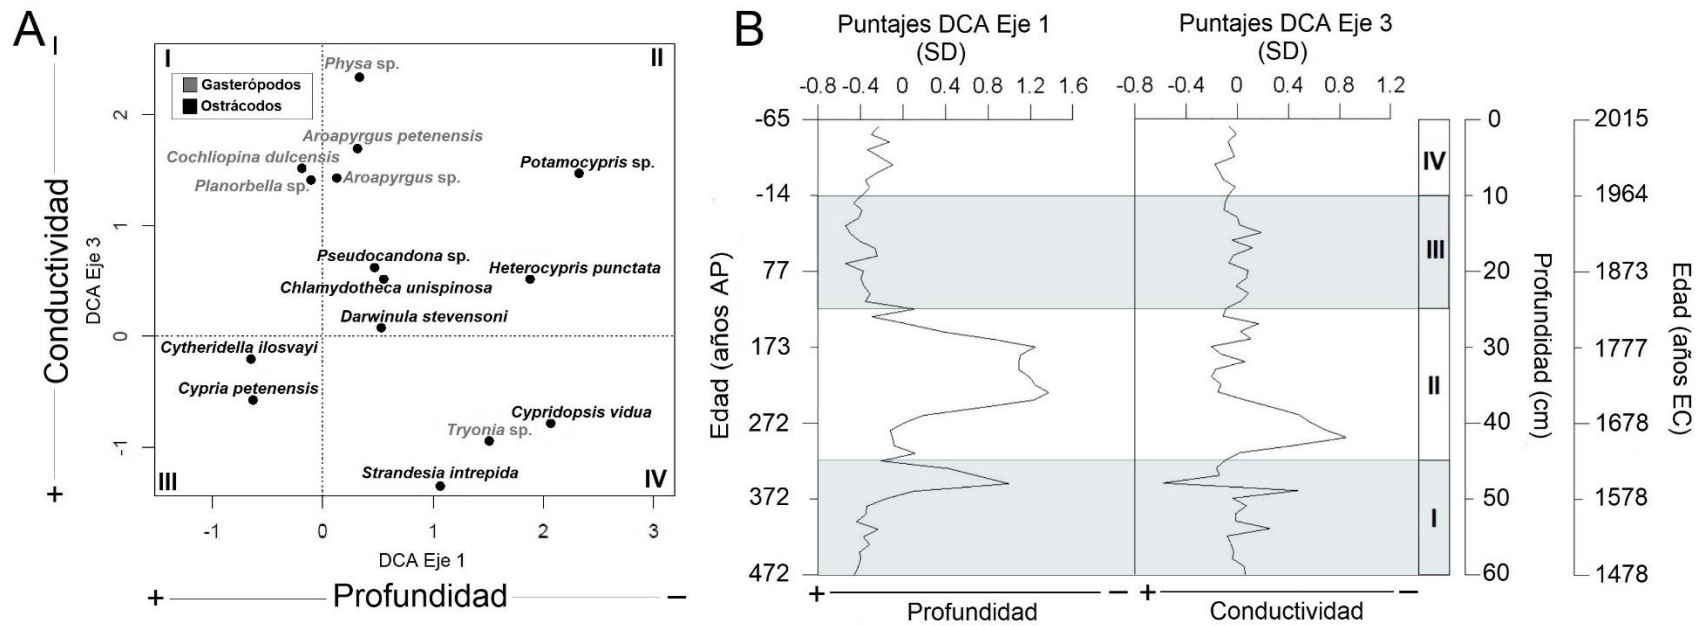 A
I
Conductividad
+
I
II
Gasterópodos
Ostrácodos
Physa sp.
Aroapyrgus petenensis
Cochliopina dulcensis
Planorbella sp.
Aroapyrgus sp.
Potamocypris sp.
Pseudocandona sp.
Chlamydotheca unispinosa
Heterocypris punctata
Darwinula stevensoni
Cytheridella ilosvayi
Cypria petenensis
Cypridopsis vidua
Tryonia sp.
Strandesia intrepida
III
IV
DCA Eje 3
2
1
0
-1
-1 0 1 2 3
DCA Eje 1
+ Profundidad −
B
Puntajes DCA Eje 1
(SD)
-0.8 -0.4 0 0.4 0.8 1.2 1.6
Puntajes DCA Eje 3
(SD)
-0.8 -0.4 0 0.4 0.8 1.2
Edad (años AP)
-65
-14
77
173
272
372
472
IV
III
II
I
0
10
20
30
40
50
60
Profundidad (cm)
2015
1964
1873
1777
1678
1578
1478
Edad (años EC)
+ Profundidad −
+ Conductividad −